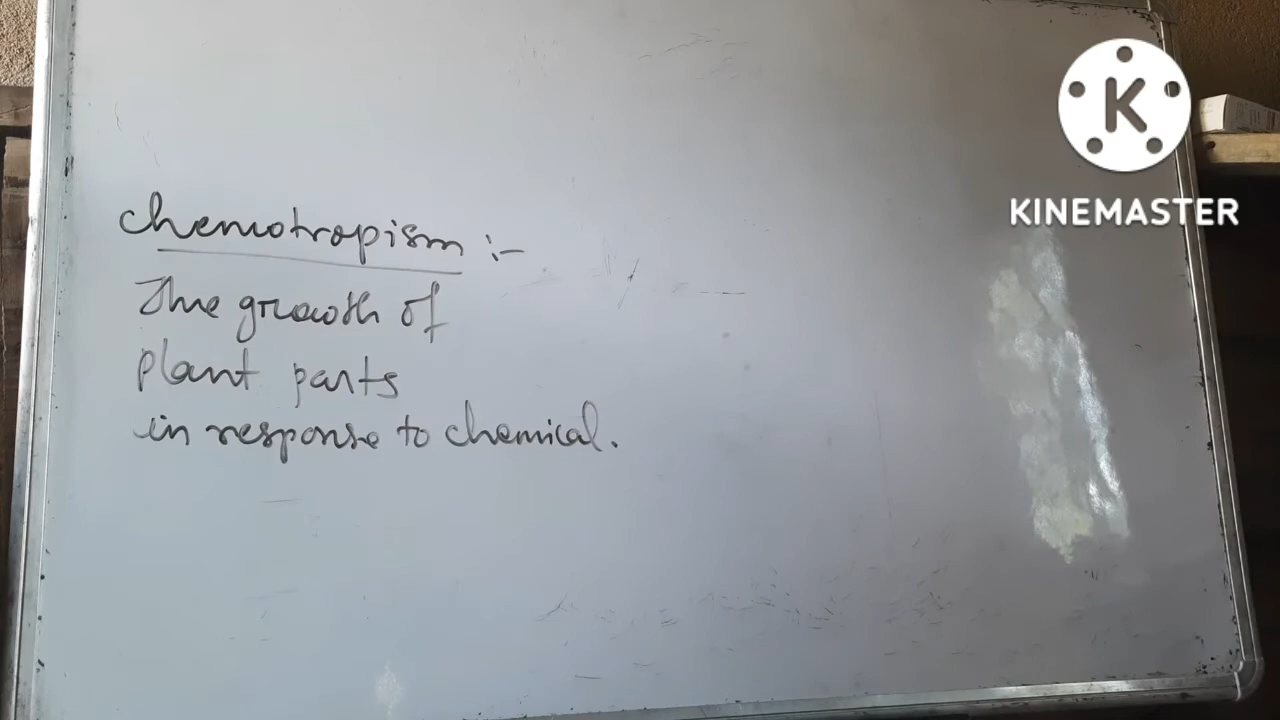 chemotropism :-
The growth of
plant parts
in response to chemical.
K
KINEMASTER